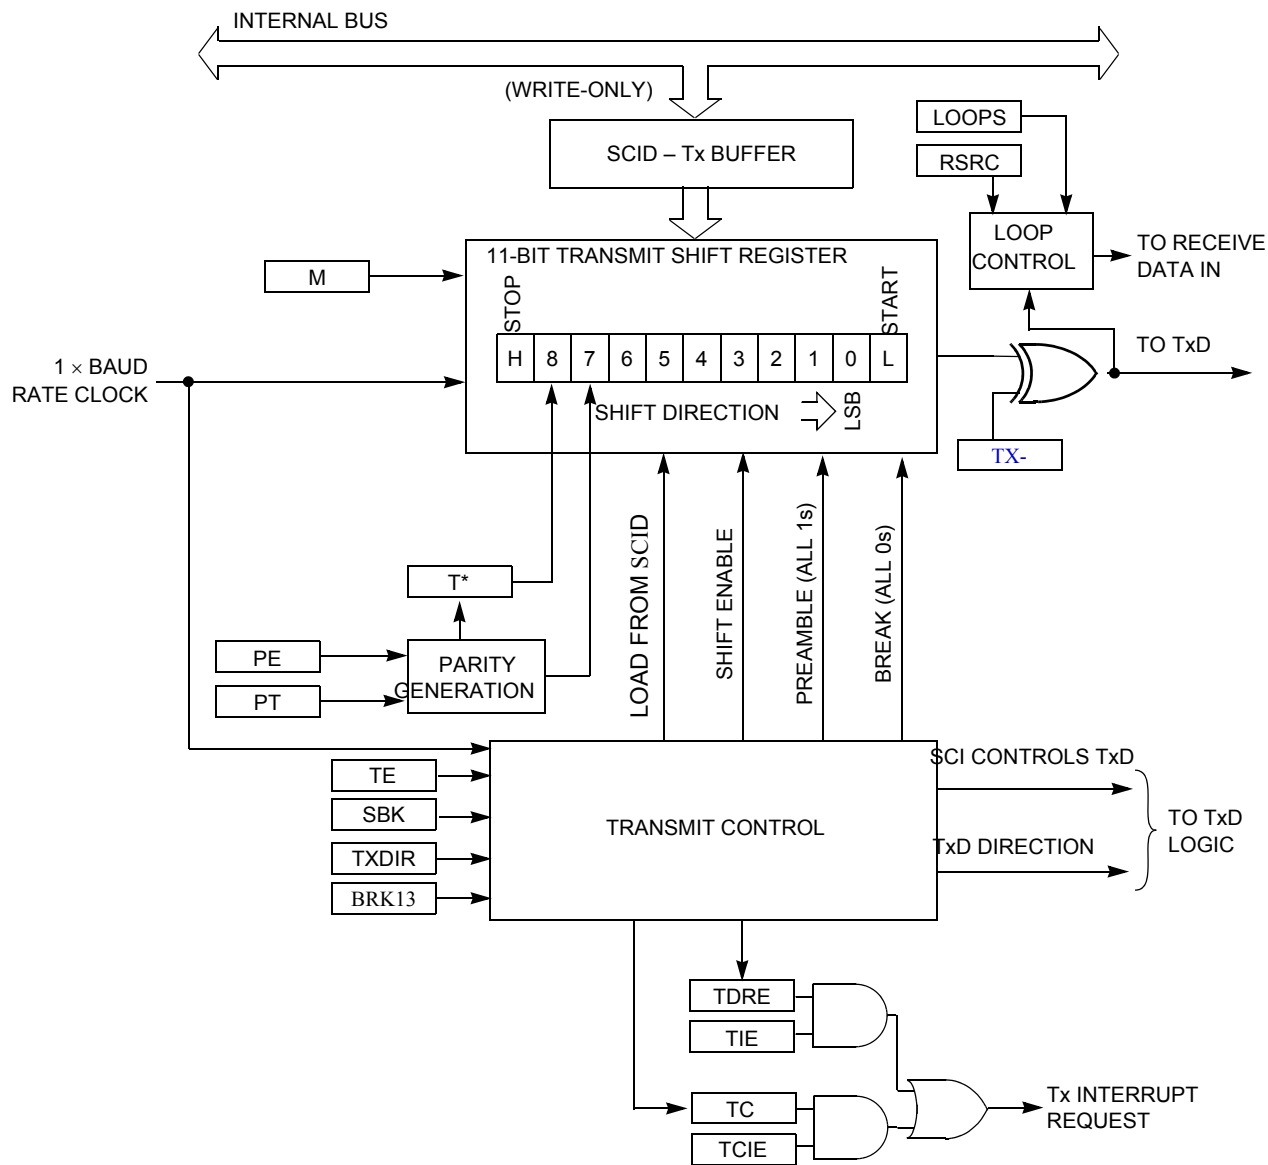 INTERNAL BUS
(WRITE-ONLY)
SCID – Tx BUFFER
LOOPS
RSRC
LOOP
CONTROL
TO RECEIVE
DATA IN
11-BIT TRANSMIT SHIFT REGISTER
M
STOP
START
H 8 7 6 5 4 3 2 1 0 L
1 × BAUD
RATE CLOCK
SHIFT DIRECTION
LSB
TO TxD
TX-
T*
PE
PT
PARITY
GENERATION
LOAD FROM SCID
SHIFT ENABLE
PREAMBLE (ALL 1s)
BREAK (ALL 0s)
TE
SBK
TXDIR
BRK13
TRANSMIT CONTROL
SCI CONTROLS TxD
TxD DIRECTION
TO TxD
LOGIC
TDRE
TIE
TC
TCIE
Tx INTERRUPT
REQUEST